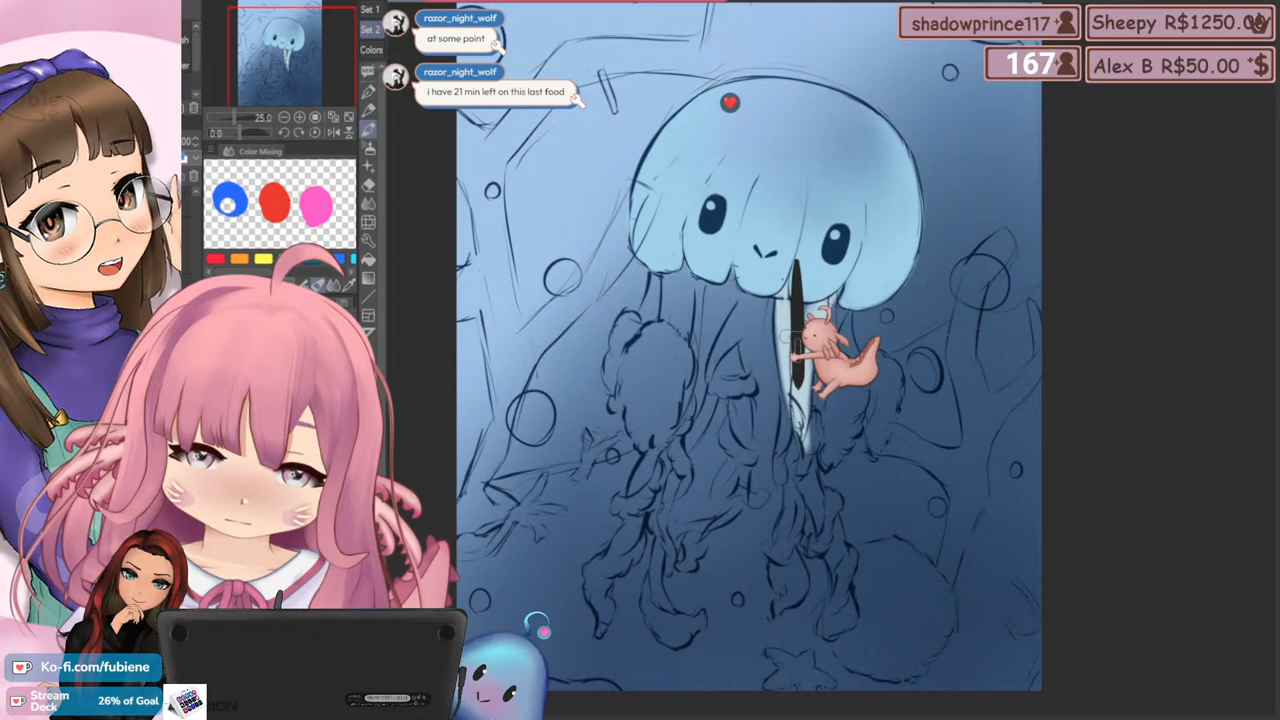 Set 1
Set 2
Colors
razor_night_wolf
at some point
razor_night_wolf
i have 21 min left on this last food
shadowprince117
Sheepy R$1250.00
167
Alex B R$50.00
25.0
0.0
Color Mixing
Ko-fi.com/fubiene
Stream Deck
26% of Goal